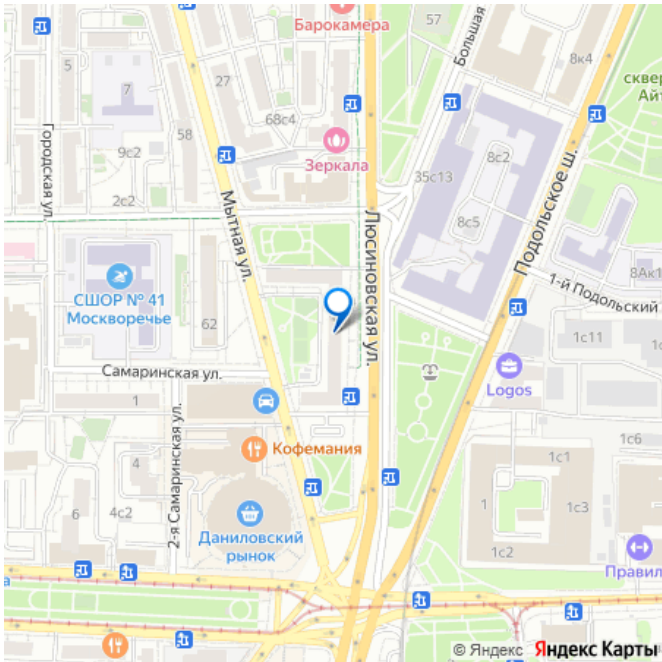 Барокамера
57
Большая
8к4
5
7
27
сквер
Айт
68с4
58
9с2
Зеркала
Городская ул.
2с2
35с13
8с2
8с5
Подольское ш.
Мытная ул.
Люсиновская ул.
СШОР № 41
Москворечье
62
8Ак1
1-й Подольский
1с11
Самаринская ул.
1
Logos
2-я Самаринская ул.
Кофемания
1с6
4
4с2
6
1с1
1
1с3
1с2
Даниловский
рынок
Правил
а
© Яндекс Яндекс Карты